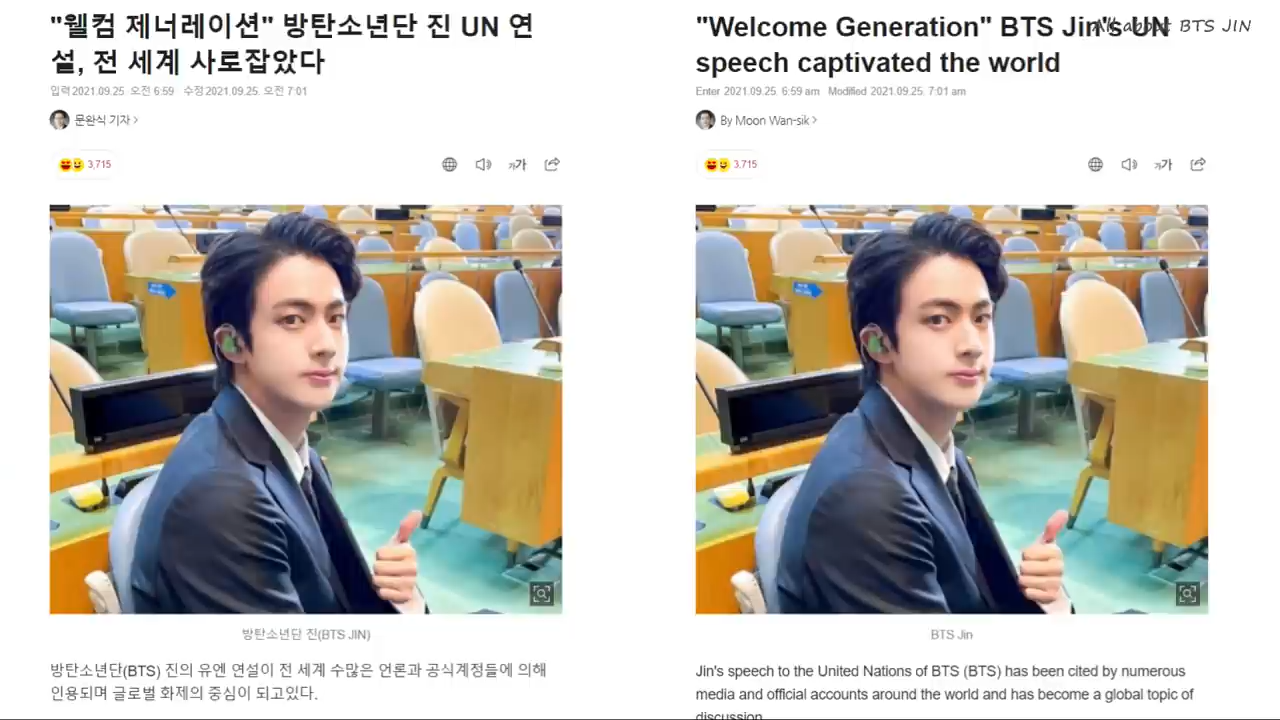 "웰컴 제너레이션" 방탄소년단 진 UN 연
설, 전 세계 사로잡았다
입력 2021.09.25. 오전 6:59 수정 2021.09.25. 오전 7:01
문완식 기자 >
3,715
가가
방탄소년단 진(BTS JIN)
방탄소년단(BTS) 진의 유엔 연설이 전 세계 수많은 언론과 공식계정들에 의해
인용되며 글로벌 화제의 중심이 되고있다.
All about BTS JIN
"Welcome Generation" BTS Jin's UN
speech captivated the world
Enter 2021.09.25. 6:59 am Modified 2021.09.25. 7:01 am
By Moon Wan-sik >
3,715
가가
BTS Jin
Jin's speech to the United Nations of BTS (BTS) has been cited by numerous
media and official accounts around the world and has become a global topic of
discussion